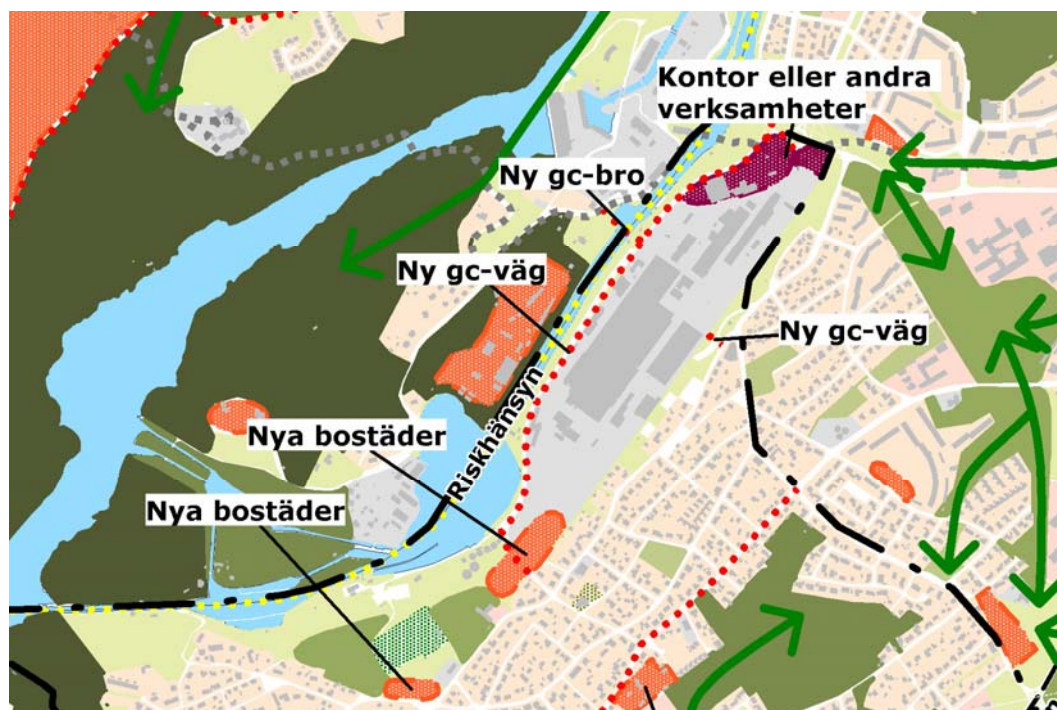 Kontor eller andra
verksamheter
Ny gc-bro
Ny gc-väg
Ny gc-väg
Riskhänsyn
Nya bostäder
Nya bostäder